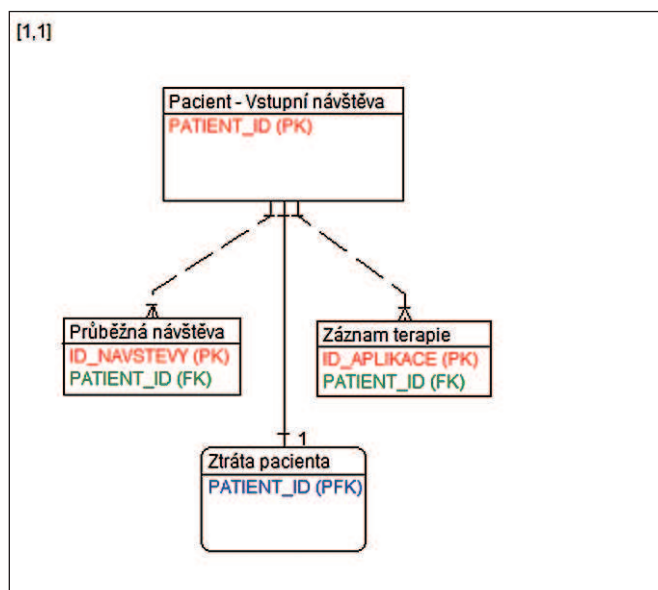 [1,1]
Pacient - Vstupní návštěva
PATIENT_ID (PK)
Průběžná návštěva
ID_NAVSTEVY (PK)
PATIENT_ID (FK)
Záznam terapie
ID_APLIKACE (PK)
PATIENT_ID (FK)
1
Ztráta pacienta
PATIENT_ID (PFK)